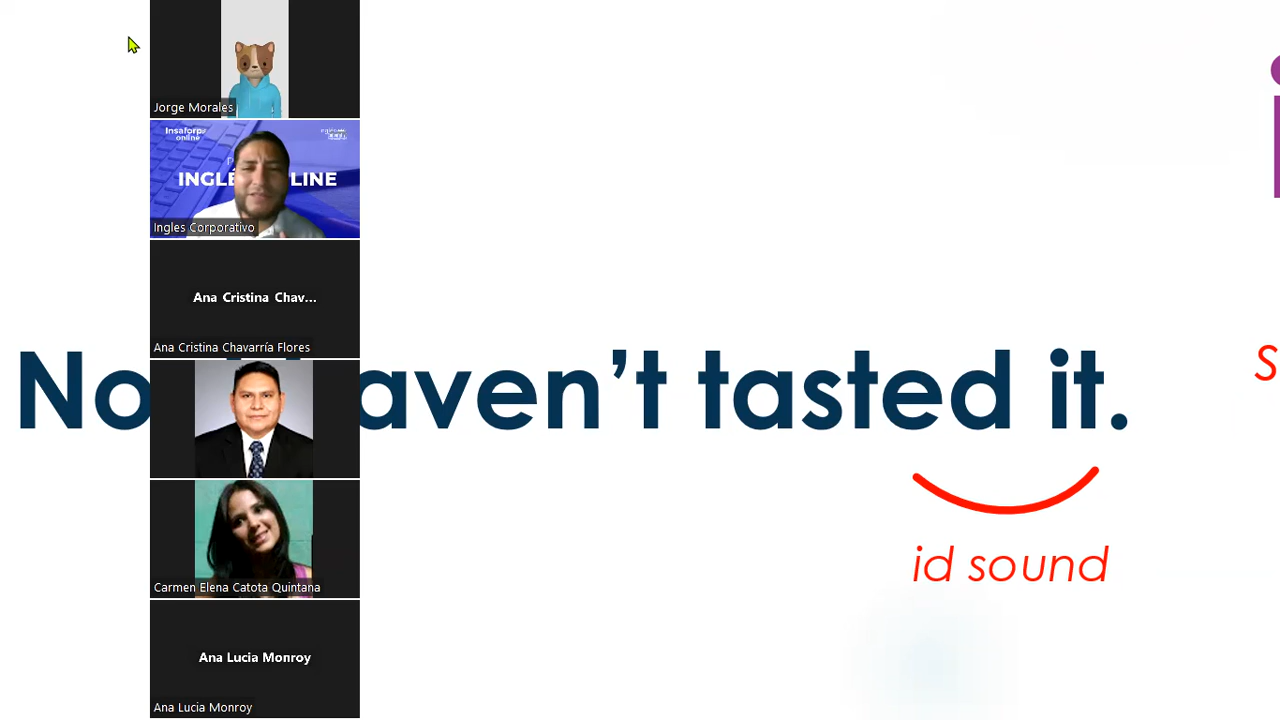 Jorge Morales
Insaforp
online
INGLÉ LINE
Ingles Corporativo
Ana Cristina Chav...
Ana Cristina Chavarría Flores
No aven't tasted it.
id sound
Carmen Elena Catota Quintana
Ana Lucia Monroy
Ana Lucia Monroy